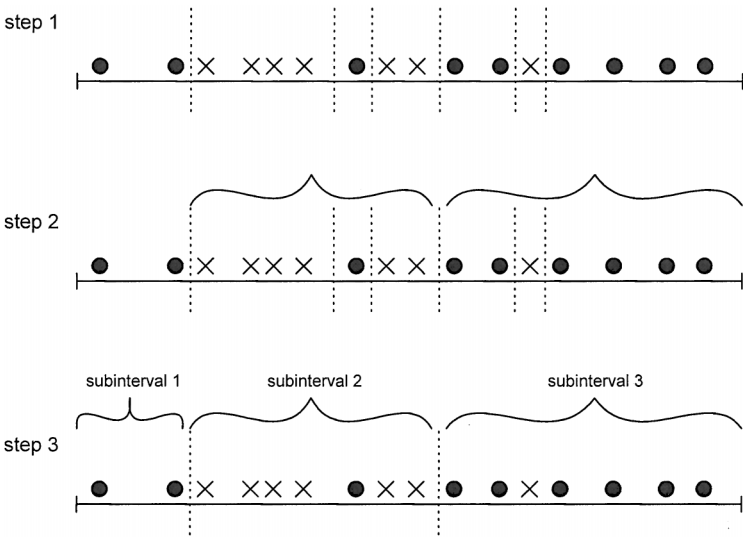 step 1
step 2
subinterval 1
subinterval 2
subinterval 3
step 3